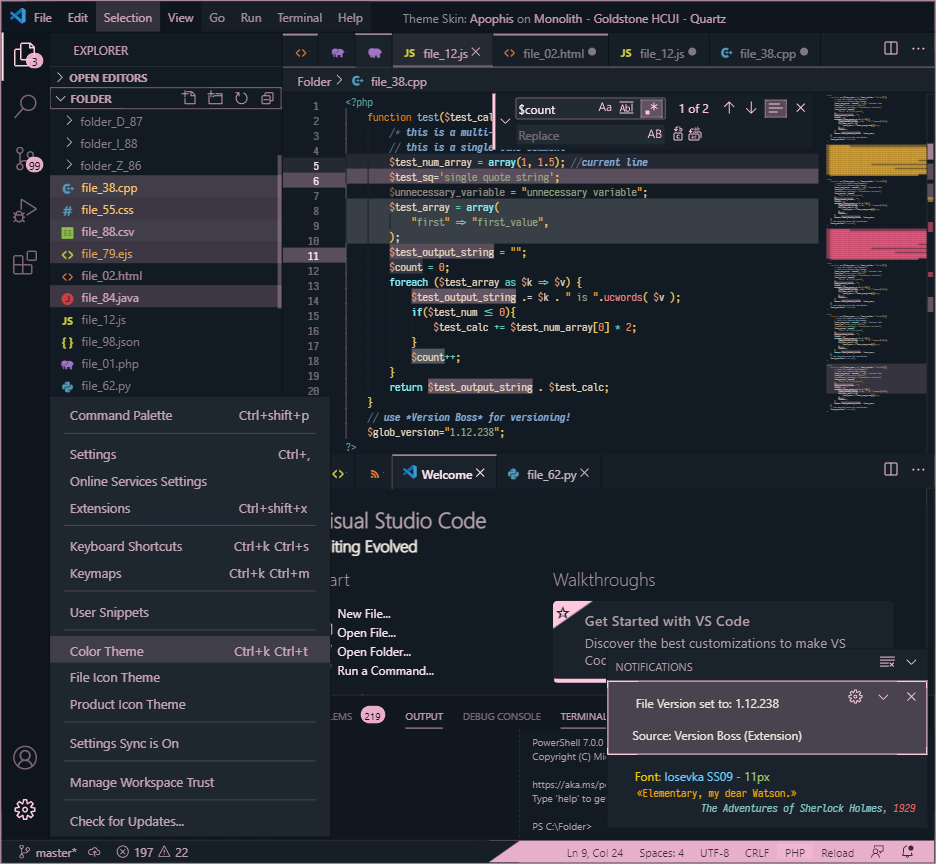 File Edit Selection View Go Run Terminal Help Theme Skin: Apophis on Monolith - Goldstone HCUI - Quartz
3
EXPLORER
<> JS file_12.js × <> file_02.html JS file_12.js file_38.cpp ...
OPEN EDITORS
Folder > file_38.cpp
FOLDER
folder_D_87
folder_I_88
folder_Z_86
file_38.cpp
# file_55.css
file_88.csv
<> file_79.ejs
<> file_02.html
file_84.java
JS file_12.js
{} file_98.json
file_01.php
file_62.py
99
$count Aa Abl .* 1 of 2
Replace AB
1 <?php
2 function test($test_cal
3 /* this is a multi-
4 // this is a single line comment
5 $test_num_array = array(1, 1.5); //current line
6 $test_sq='single quote string';
7 $unnecessary_variable = "unnecessary variable";
8 $test_array = array(
9 "first" => "first_value",
10 );
11 $test_output_string = "";
12 $count = 0;
13 foreach ($test_array as $k => $v) {
14 $test_output_string .= $k . " is ".ucwords( $v );
15 if($test_num ≤ 0){
16 $test_calc += $test_num_array[0] * 2;
17 }
18 $count++;
19 }
20 return $test_output_string . $test_calc;
}
// use *Version Boss* for versioning!
$glob_version="1.12.238";
?>
Command Palette Ctrl+shift+p
Settings Ctrl+,
Online Services Settings
Extensions Ctrl+shift+x
Keyboard Shortcuts Ctrl+k Ctrl+s
Keymaps Ctrl+k Ctrl+m
User Snippets
Color Theme Ctrl+k Ctrl+t
File Icon Theme
Product Icon Theme
Settings Sync is On
Manage Workspace Trust
Check for Updates...
<> Welcome × file_62.py × ...
isual Studio Code
iting Evolved
art
New File...
Open File...
Open Folder...
Run a Command...
Walkthroughs
Get Started with VS Code
Discover the best customizations to make VS
Coc
LEMS 219 OUTPUT DEBUG CONSOLE TERMINAL
PowerShell 7.0.0
Copyright (C) Mi
https://aka.ms/p
Type 'help' to ge
PS C:\Folder>
NOTIFICATIONS
File Version set to: 1.12.238
Source: Version Boss (Extension)
Font: Iosevka SS09 - 11px
«Elementary, my dear Watson.»
The Adventures of Sherlock Holmes, 1929
master* 197 22 Ln 9, Col 24 Spaces: 4 UTF-8 CRLF PHP Reload